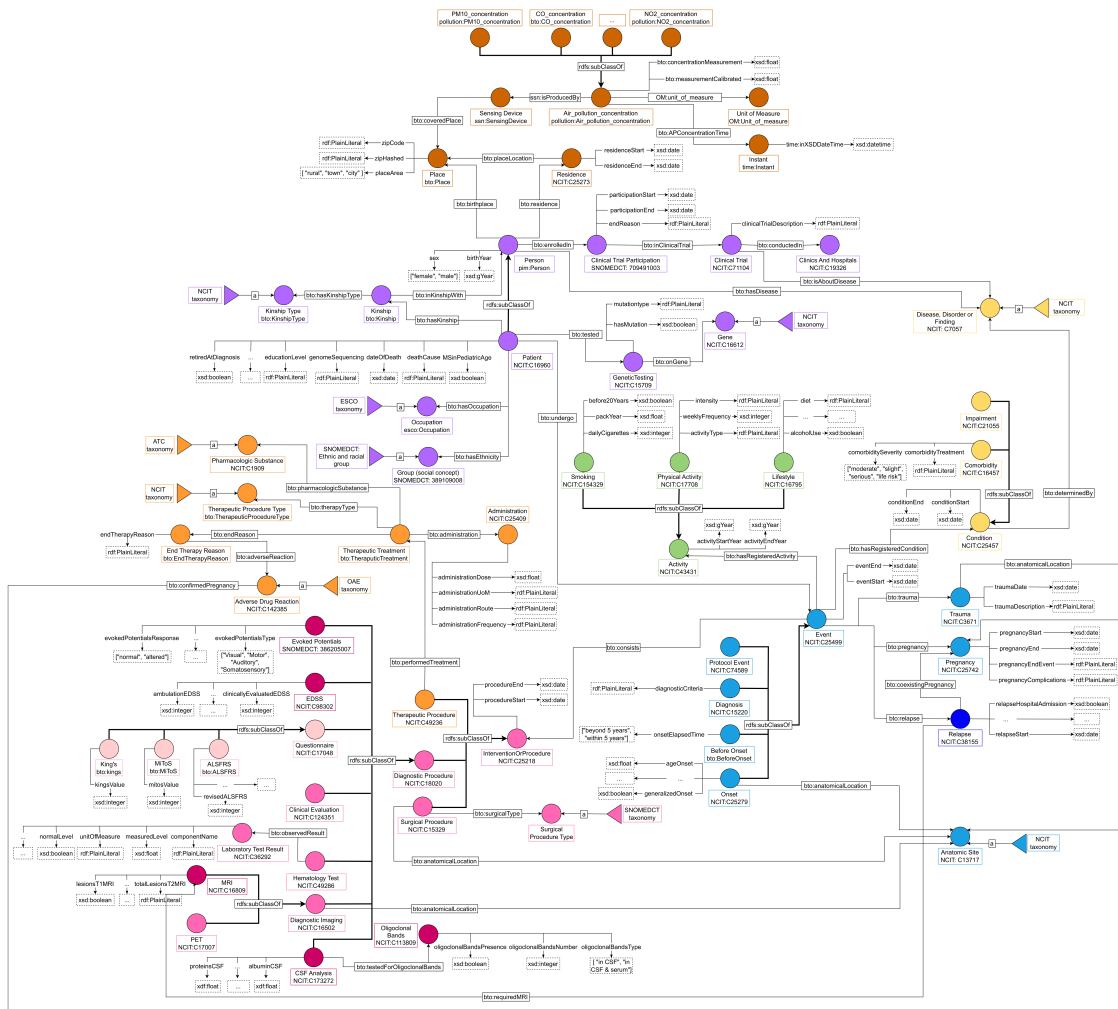 PM10_concentration
pollution:PM10_concentration
CO_concentration
bto:CO_concentration
...
NO2_concentration
pollution:NO2_concentration
rdfs:subClassOf
bto:concentrationMeasurement
xsd:float
bto:measurementCalibrated
xsd:float
ssn:isProducedBy
OM:unit_of_measure
Sensing Device
ssn:SensingDevice
Air_pollution_concentration
pollution:Air_pollution_concentration
Unit of Measure
OM:Unit_of_measure
bto:coveredPlace
bto:APConcentrationTime
rdf:PlainLiteral
zipCode
rdf:PlainLiteral
zipHashed
["rural", "town", "city" ]
placeArea
Place
bto:Place
bto:placeLocation
Residence
NCIT:C25273
residenceStart
xsd:date
residenceEnd
xsd:date
Instant
time:Instant
time:inXSDDateTime
xsd:datetime
bto:birthplace
bto:residence
participationStart
xsd:date
participationEnd
xsd:date
endReason
rdf:PlainLiteral
clinicalTrialDescription
rdf:PlainLiteral
bto:enrolledIn
bto:inClinicalTrial
bto:conductedIn
Person
pim:Person
Clinical Trial Participation
SNOMEDCT: 709491003
Clinical Trial
NCIT:C71104
Clinics And Hospitals
NCIT:C19326
sex
birthYear
["female", "male"]
xsd:gYear
bto:isAboutDisease
bto:hasDisease
NCIT
taxonomy
a
bto:hasKinshipType
bto:inKinshipWith
rdfs:subClassOf
Kinship Type
bto:KinshipType
Kinship
bto:Kinship
bto:hasKinship
mutationtype
rdf:PlainLiteral
hasMutation
xsd:boolean
bto:tested
bto:onGene
Gene
NCIT:C16612
a
NCIT
taxonomy
GeneticTesting
NCIT:C15709
Disease, Disorder or
Finding
NCIT: C7057
a
NCIT
taxonomy
Patient
NCIT:C16960
retiredAtDiagnosis
...
educationLevel
genomeSequencing
dateOfDeath
deathCause
MSinPediatricAge
xsd:boolean
...
rdf:PlainLiteral
rdf:PlainLiteral
xsd:date
rdf:PlainLiteral
xsd:boolean
ESCO
taxonomy
a
bto:hasOccupation
Occupation
esco:Occupation
SNOMEDCT:
Ethnic and racial
group
a
bto:hasEthnicity
Group (social concept)
SNOMEDCT: 389109008
bto:undergo
before20Years
xsd:boolean
packYear
xsd:float
dailyCigarettes
xsd:integer
intensity
rdf:PlainLiteral
weeklyFrequency
xsd:integer
activityType
rdf:PlainLiteral
diet
rdf:PlainLiteral
...
...
alcoholUse
xsd:boolean
Smoking
NCIT:C154329
Physical Activity
NCIT:C17708
Lifestyle
NCIT:C16795
rdfs:subClassOf
Impairment
NCIT:C21055
comorbiditySeverity
comorbidityTreatment
["moderate", "slight",
"serious", "life risk"]
rdf:PlainLiteral
Comorbidity
NCIT:C16457
rdfs:subClassOf
bto:determinedBy
conditionEnd
conditionStart
xsd:date
xsd:date
Condition
NCIT:C25457
ATC
taxonomy
a
Pharmacologic Substance
NCIT:C1909
bto:pharmacologicSubstance
NCIT
taxonomy
a
Therapeutic Procedure Type
bto:TherapeuticProcedureType
bto:therapyType
Administration
NCIT:C25409
endTherapyReason
rdf:PlainLiteral
bto:endReason
End Therapy Reason
bto:EndTherapyReason
bto:adverseReaction
Therapeutic Treatment
bto:TheraputicTreatment
bto:administration
xsd:gYear
xsd:gYear
activityStartYear
activityEndYear
Activity
NCIT:C43431
bto:hasRegisteredActivity
bto:hasRegisteredCondition
bto:confirmedPregnancy
a
OAE
taxonomy
Adverse Drug Reaction
NCIT:C142385
administrationDose
xsd:float
administrationUoM
rdf:PlainLiteral
administrationRoute
rdf:PlainLiteral
administrationFrequency
rdf:PlainLiteral
eventEnd
xsd:date
eventStart
xsd:date
bto:anatomicalLocation
bto:trauma
traumaDate
xsd:date
traumaDescription
rdf:PlainLiteral
Trauma
NCIT:C3671
evokedPotentialsResponse
...
evokedPotentialsType
["normal", "altered"]
...
["Visual", "Motor",
"Auditory",
"Somatosensory"]
Evoked Potentials
SNOMEDCT: 386205007
bto:performedTreatment
bto:consists
Event
NCIT:C25499
Protocol Event
NCIT:C74589
bto:pregnancy
Pregnancy
NCIT:C25742
pregnancyStart
xsd:date
pregnancyEnd
xsd:date
pregnancyEndEvent
rdf:PlainLiteral
pregnancyComplications
rdf:PlainLiteral
bto:coexistingPregnancy
ambulationEDSS
...
clinicallyEvaluatedEDSS
xsd:integer
...
xsd:integer
EDSS
NCIT:C98302
procedureEnd
xsd:date
procedureStart
xsd:date
Therapeutic Procedure
NCIT:C49236
rdf:PlainLiteral
diagnosticCriteria
Diagnosis
NCIT:C15220
rdfs:subClassOf
bto:relapse
Relapse
NCIT:C38155
relapseHospitalAdmission
xsd:boolean
...
...
relapseStart
xsd:date
rdfs:subClassOf
Questionnaire
NCIT:C17048
rdfs:subClassOf
InterventionOrProcedure
NCIT:C25218
["beyond 5 years",
"within 5 years"]
onsetElapsedTime
Before Onset
bto:BeforeOnset
King's
bto:kings
MiToS
bto:MiToS
ALSFRS
bto:ALSFRS
rdfs:subClassOf
Diagnostic Procedure
NCIT:C18020
xsd:float
ageOnset
...
...
xsd:boolean
generalizedOnset
Onset
NCIT:C25279
bto:anatomicalLocation
kingsValue
xsd:integer
mitosValue
xsd:integer
...
...
revisedALSFRS
xsd:integer
Clinical Evaluation
NCIT:C124351
Surgical Procedure
NCIT:C15329
bto:surgicalType
Surgical
Procedure Type
a
SNOMEDCT
taxonomy
...
normalLevel
unitOfMeasure
measuredLevel
componentName
...
xsd:boolean
rdf:PlainLiteral
xsd:float
rdf:PlainLiteral
bto:observedResult
Laboratory Test Result
NCIT:C36292
Hematology Test
NCIT:C49286
bto:anatomicalLocation
Anatomic Site
NCIT: C13717
a
NCIT
taxonomy
lesionsT1MRI
...
totalLesionsT2MRI
xsd:boolean
...
rdf:PlainLiteral
MRI
NCIT:C16809
rdfs:subClassOf
Diagnostic Imaging
NCIT:C16502
bto:anatomicalLocation
PET
NCIT:C17007
Oligoclonal
Bands
NCIT:C113809
oligoclonalBandsPresence
oligoclonalBandsNumber
oligoclonalBandsType
xsd:boolean
xsd:integer
[ "in CSF", "in
CSF & serum"]
proteinsCSF
...
albuminCSF
xdf:float
...
xdf:float
CSF Analysis
NCIT:C173272
bto:testedForOligoclonalBands
bto:requiredMRI